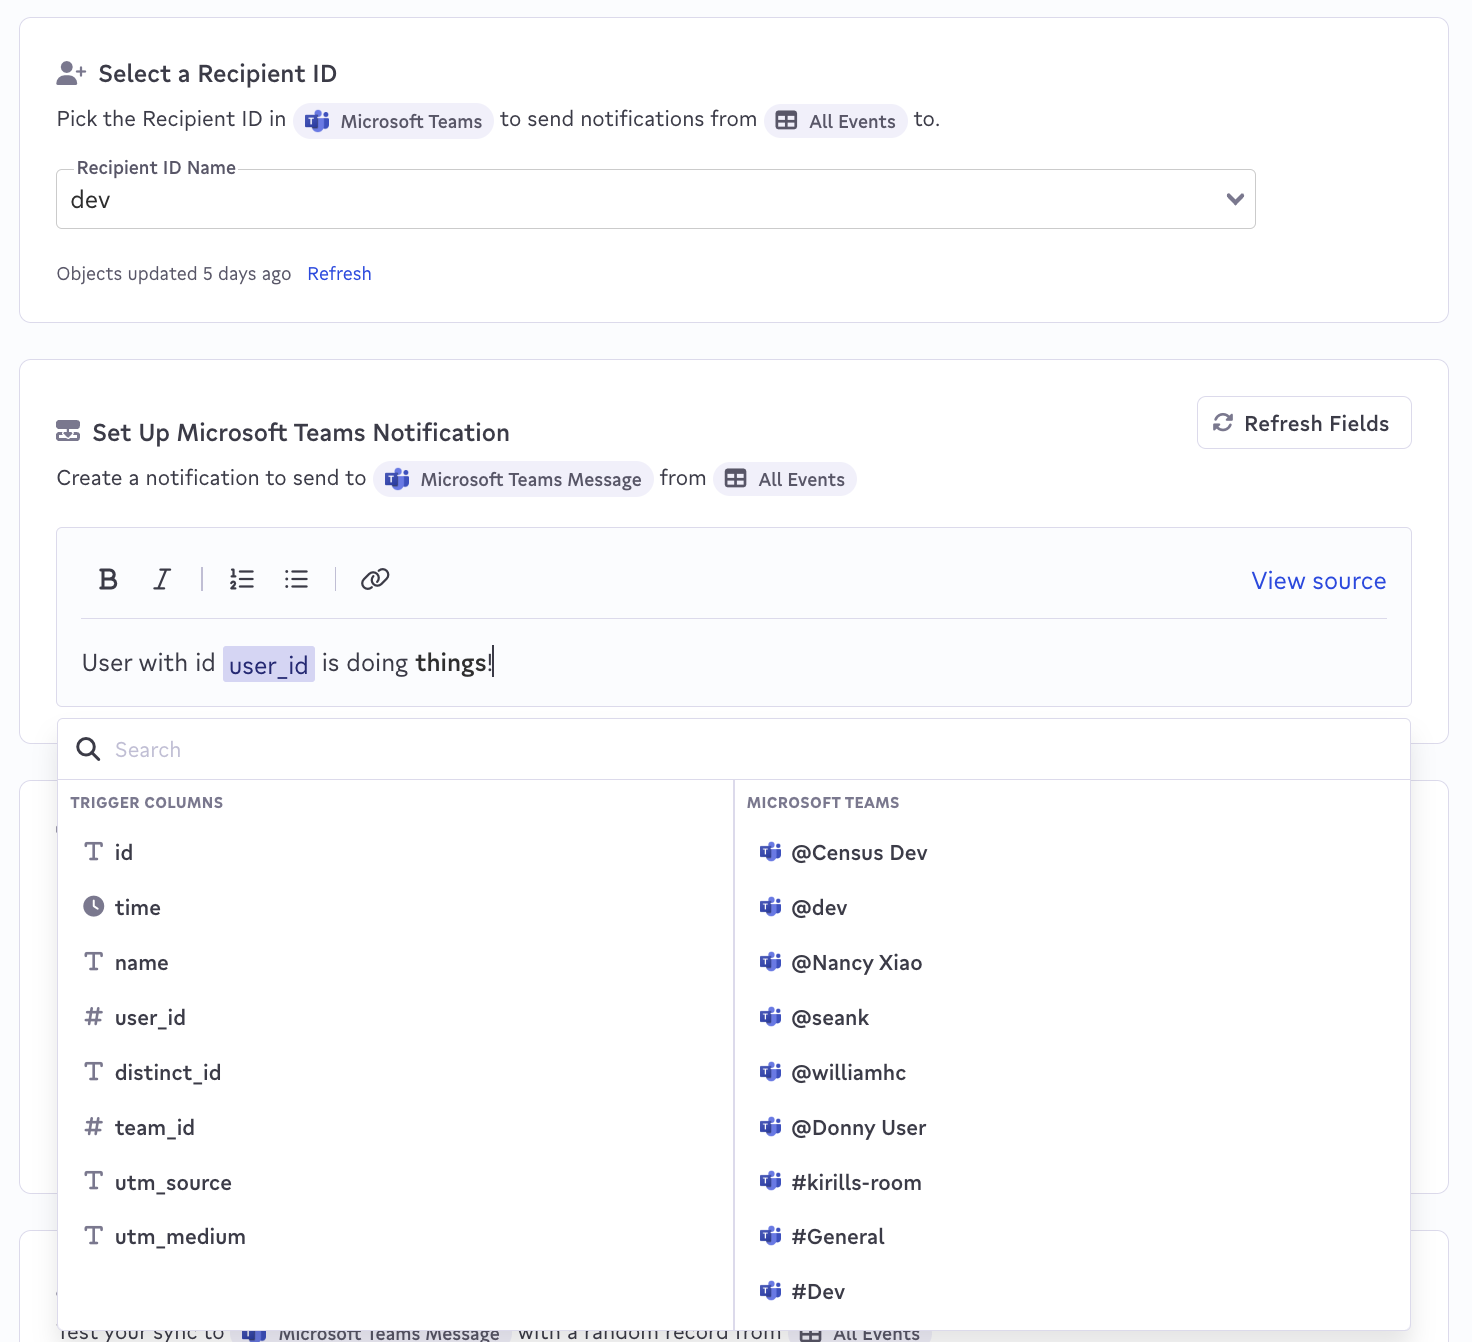 Select a Recipient ID
Pick the Recipient ID in Microsoft Teams to send notifications from All Events to.
Recipient ID Name
dev
Objects updated 5 days ago Refresh
Set Up Microsoft Teams Notification
Refresh Fields
Create a notification to send to Microsoft Teams Message from All Events
B I View source
User with id user_id is doing things!
Search
TRIGGER COLUMNS
id
time
name
user_id
distinct_id
team_id
utm_source
utm_medium
MICROSOFT TEAMS
@Census Dev
@dev
@Nancy Xiao
@seank
@williamhc
@Donny User
#kirills-room
#General
#Dev
Test your sync to Microsoft Teams Message with a random record from All Events